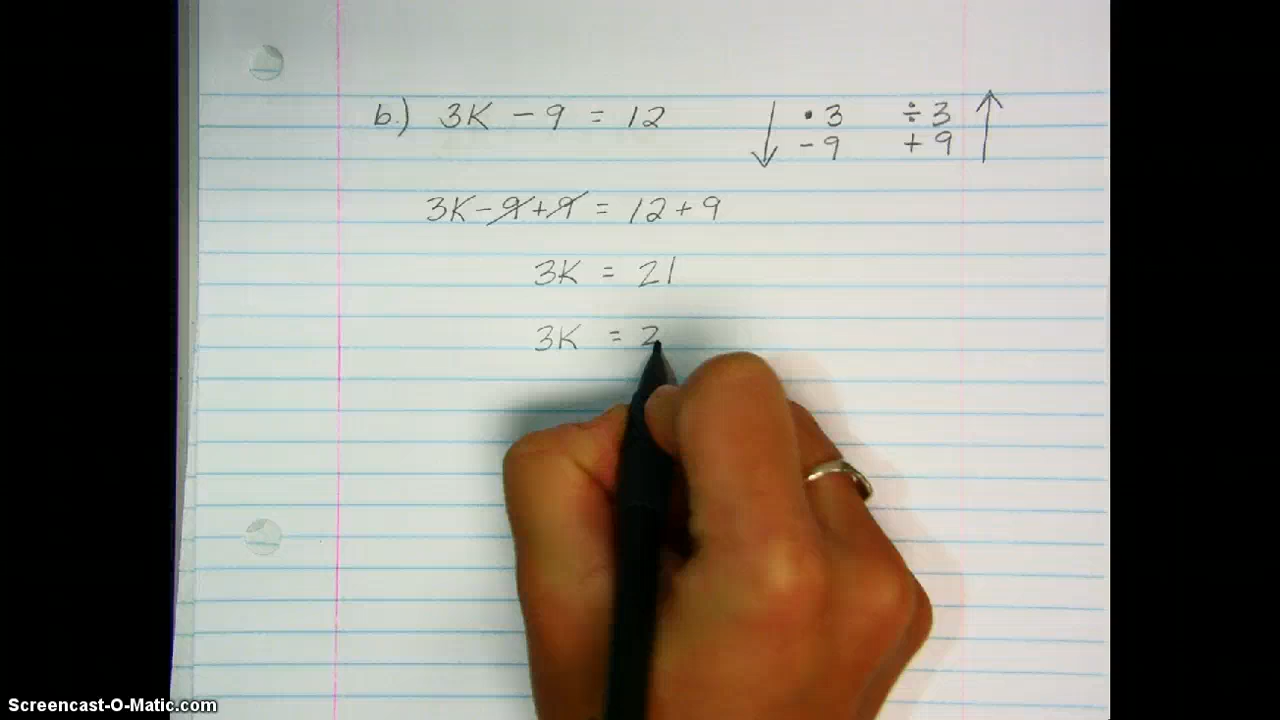 b.) 3K - 9 = 12
• 3 ÷ 3
- 9 + 9
3K - 9 + 9 = 12 + 9
3K = 21
3K = 2
Screencast-O-Matic.com